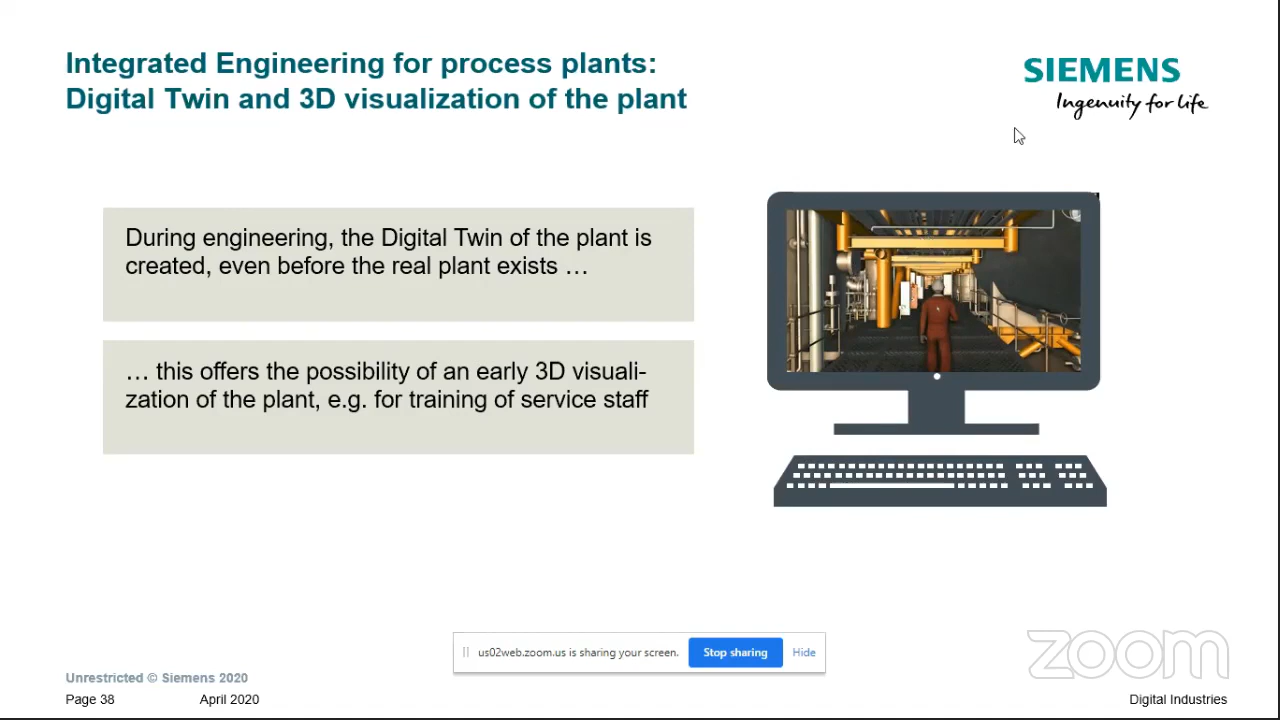 Integrated Engineering for process plants:
Digital Twin and 3D visualization of the plant
SIEMENS
Ingenuity for life
During engineering, the Digital Twin of the plant is
created, even before the real plant exists …
… this offers the possibility of an early 3D visuali-
zation of the plant, e.g. for training of service staff
us02web.zoom.us is sharing your screen.
Stop sharing
Hide
zoom
Unrestricted © Siemens 2020
Page 38
April 2020
Digital Industries